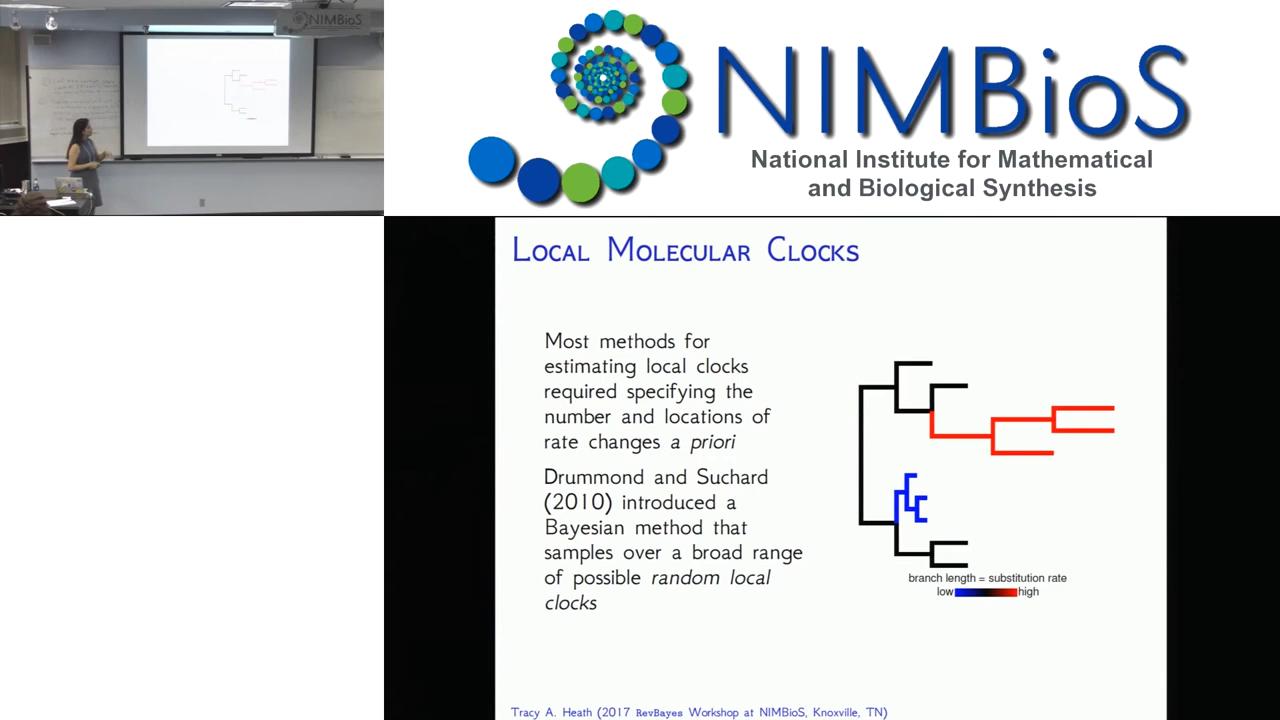 NIMBioS
NIMBioS
National Institute for Mathematical
and Biological Synthesis
Local Molecular Clocks
Most methods for
estimating local clocks
required specifying the
number and locations of
rate changes a priori
Drummond and Suchard
(2010) introduced a
Bayesian method that
samples over a broad range
of possible random local
clocks
branch length = substitution rate
low high
Tracy A. Heath (2017 RevBayes Workshop at NIMBioS, Knoxville, TN)